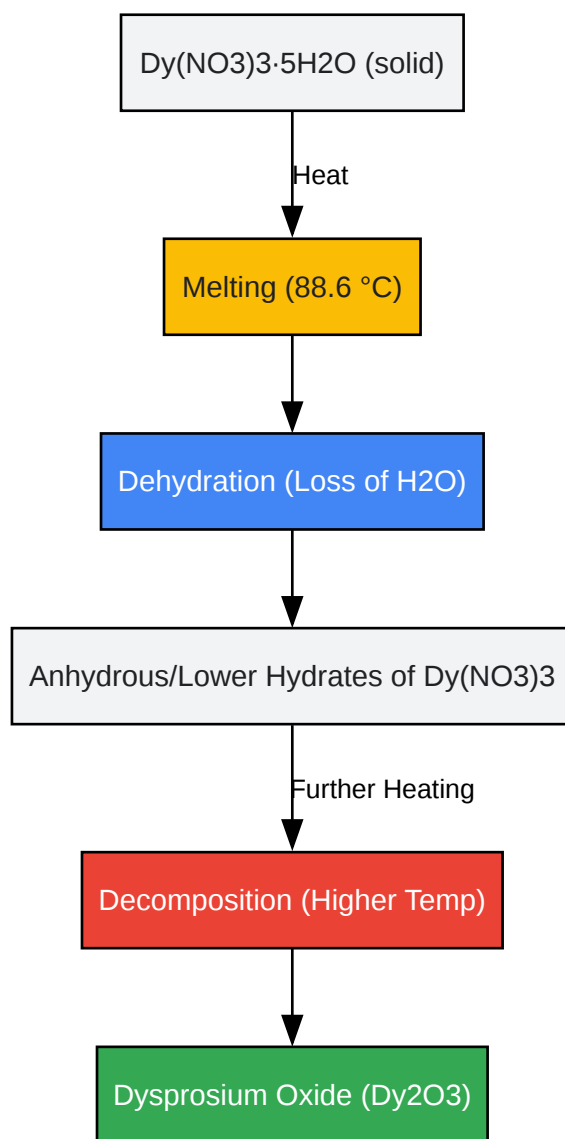 Dy(NO3)3·5H2O (solid)
Heat
Melting (88.6 °C)
Dehydration (Loss of H2O)
Anhydrous/Lower Hydrates of Dy(NO3)3
Further Heating
Decomposition (Higher Temp)
Dysprosium Oxide (Dy2O3)